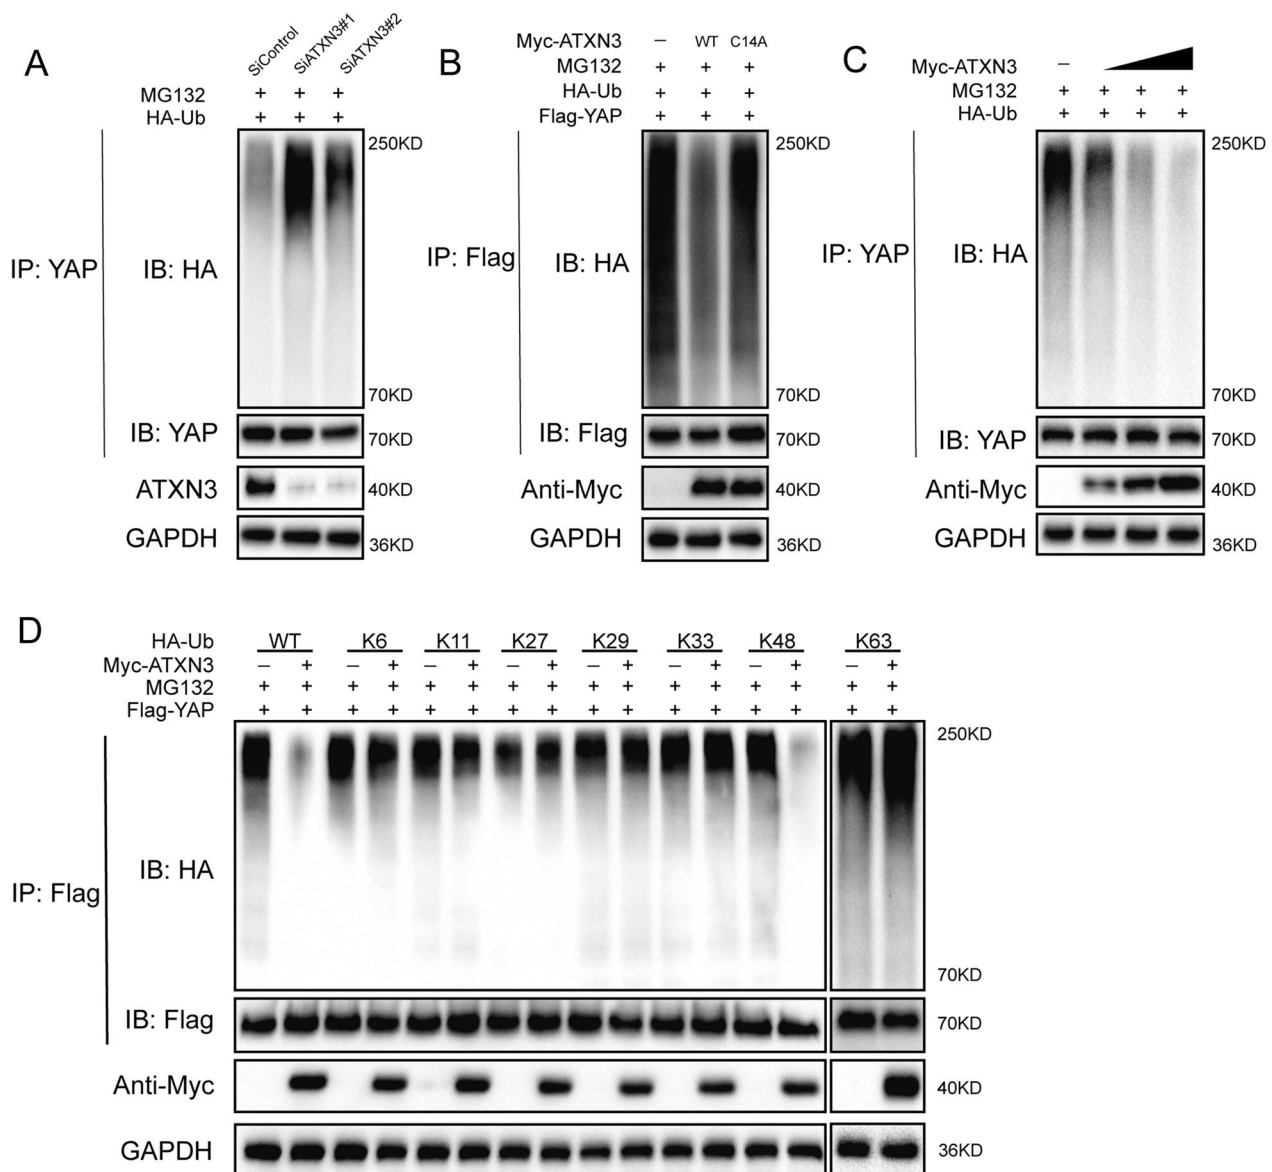 A
SiControl SiATXN3#1 SiATXN3#2
MG132 + + +
HA-Ub + + +
250KD
IP: YAP
IB: HA
70KD
IB: YAP 70KD
ATXN3 40KD
GAPDH 36KD
B
Myc-ATXN3 – WT C14A
MG132 + + +
HA-Ub + + +
Flag-YAP + + +
250KD
IP: Flag
IB: HA
70KD
IB: Flag 70KD
Anti-Myc 40KD
GAPDH 36KD
C
Myc-ATXN3 –
MG132 + + + +
HA-Ub + + + +
250KD
IP: YAP
IB: HA
70KD
IB: YAP 70KD
Anti-Myc 40KD
GAPDH 36KD
D
HA-Ub WT K6 K11 K27 K29 K33 K48 K63
Myc-ATXN3 – + – + – + – + – + – + – + – +
MG132 + + + + + + + + + + + + + + + +
Flag-YAP + + + + + + + + + + + + + + + +
250KD
IB: HA
IP: Flag
70KD
IB: Flag 70KD
Anti-Myc 40KD
GAPDH 36KD